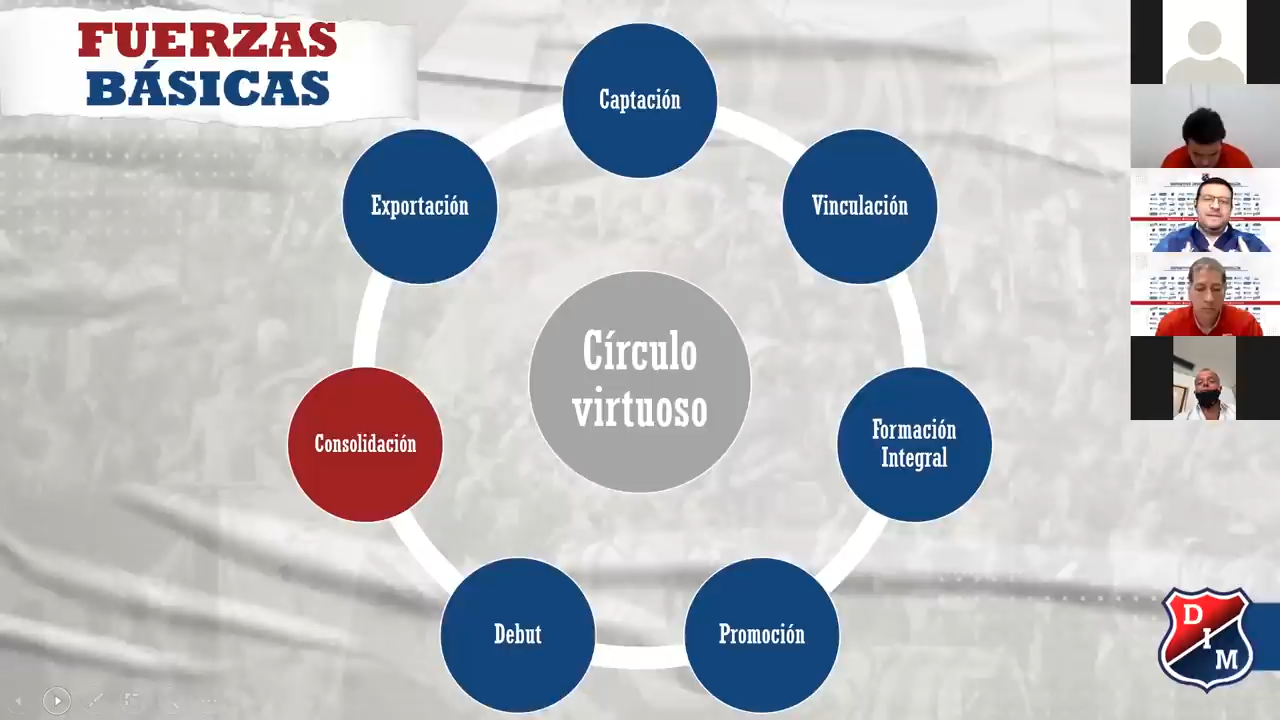 FUERZAS
BÁSICAS
Captación
Exportación
Vinculación
Círculo
virtuoso
Consolidación
Formación
Integral
Debut
Promoción
D
I
M